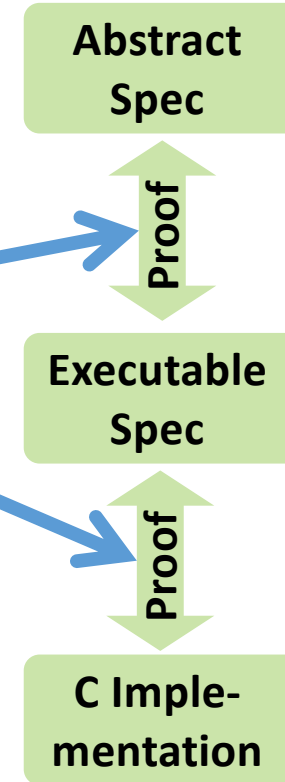 Abstract
Spec
Proof
Executable
Spec
Proof
C Imple-
mentation